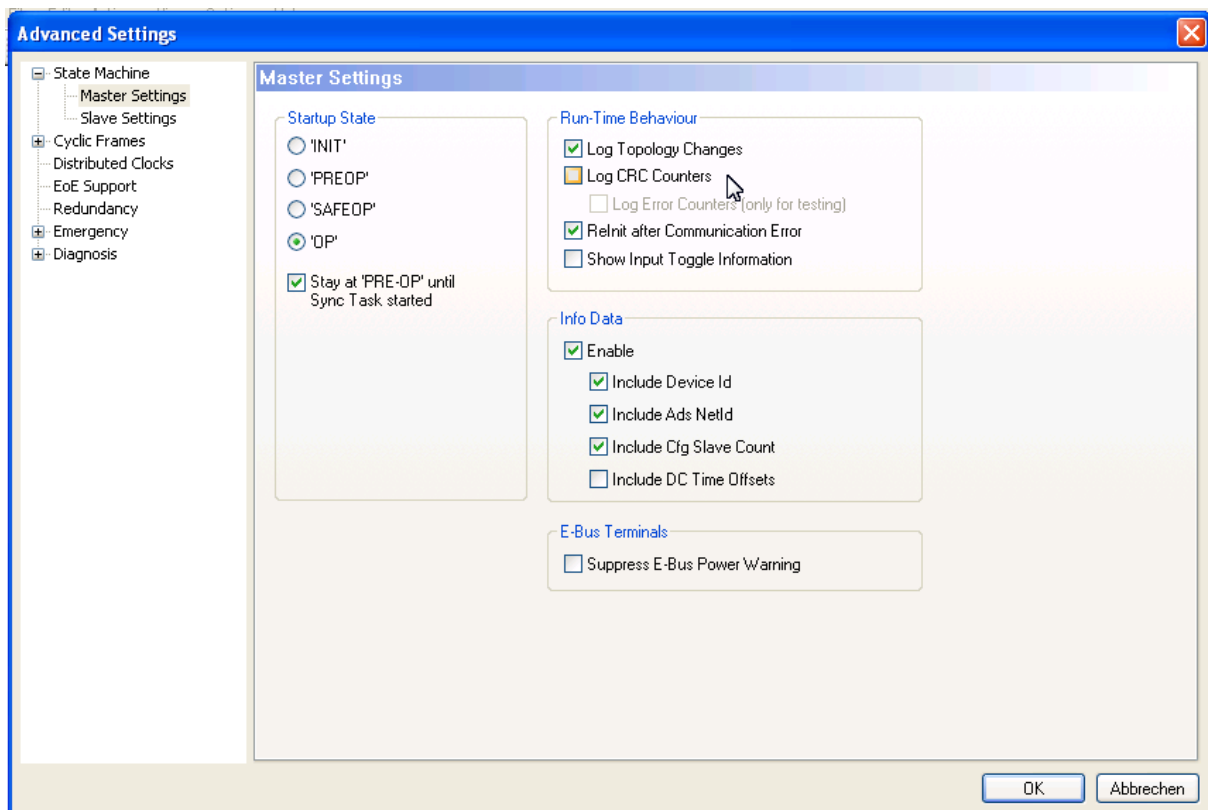 Advanced Settings
State Machine
Master Settings
Slave Settings
Cyclic Frames
Distributed Clocks
EoE Support
Redundancy
Emergency
Diagnosis
Master Settings
Startup State
'INIT'
'PREOP'
'SAFEOP'
'OP'
Stay at 'PRE-OP' until
Sync Task started
Run-Time Behaviour
Log Topology Changes
Log CRC Counters
Log Error Counters (only for testing)
ReInit after Communication Error
Show Input Toggle Information
Info Data
Enable
Include Device Id
Include Ads NetId
Include Cfg Slave Count
Include DC Time Offsets
E-Bus Terminals
Suppress E-Bus Power Warning
OK
Abbrechen